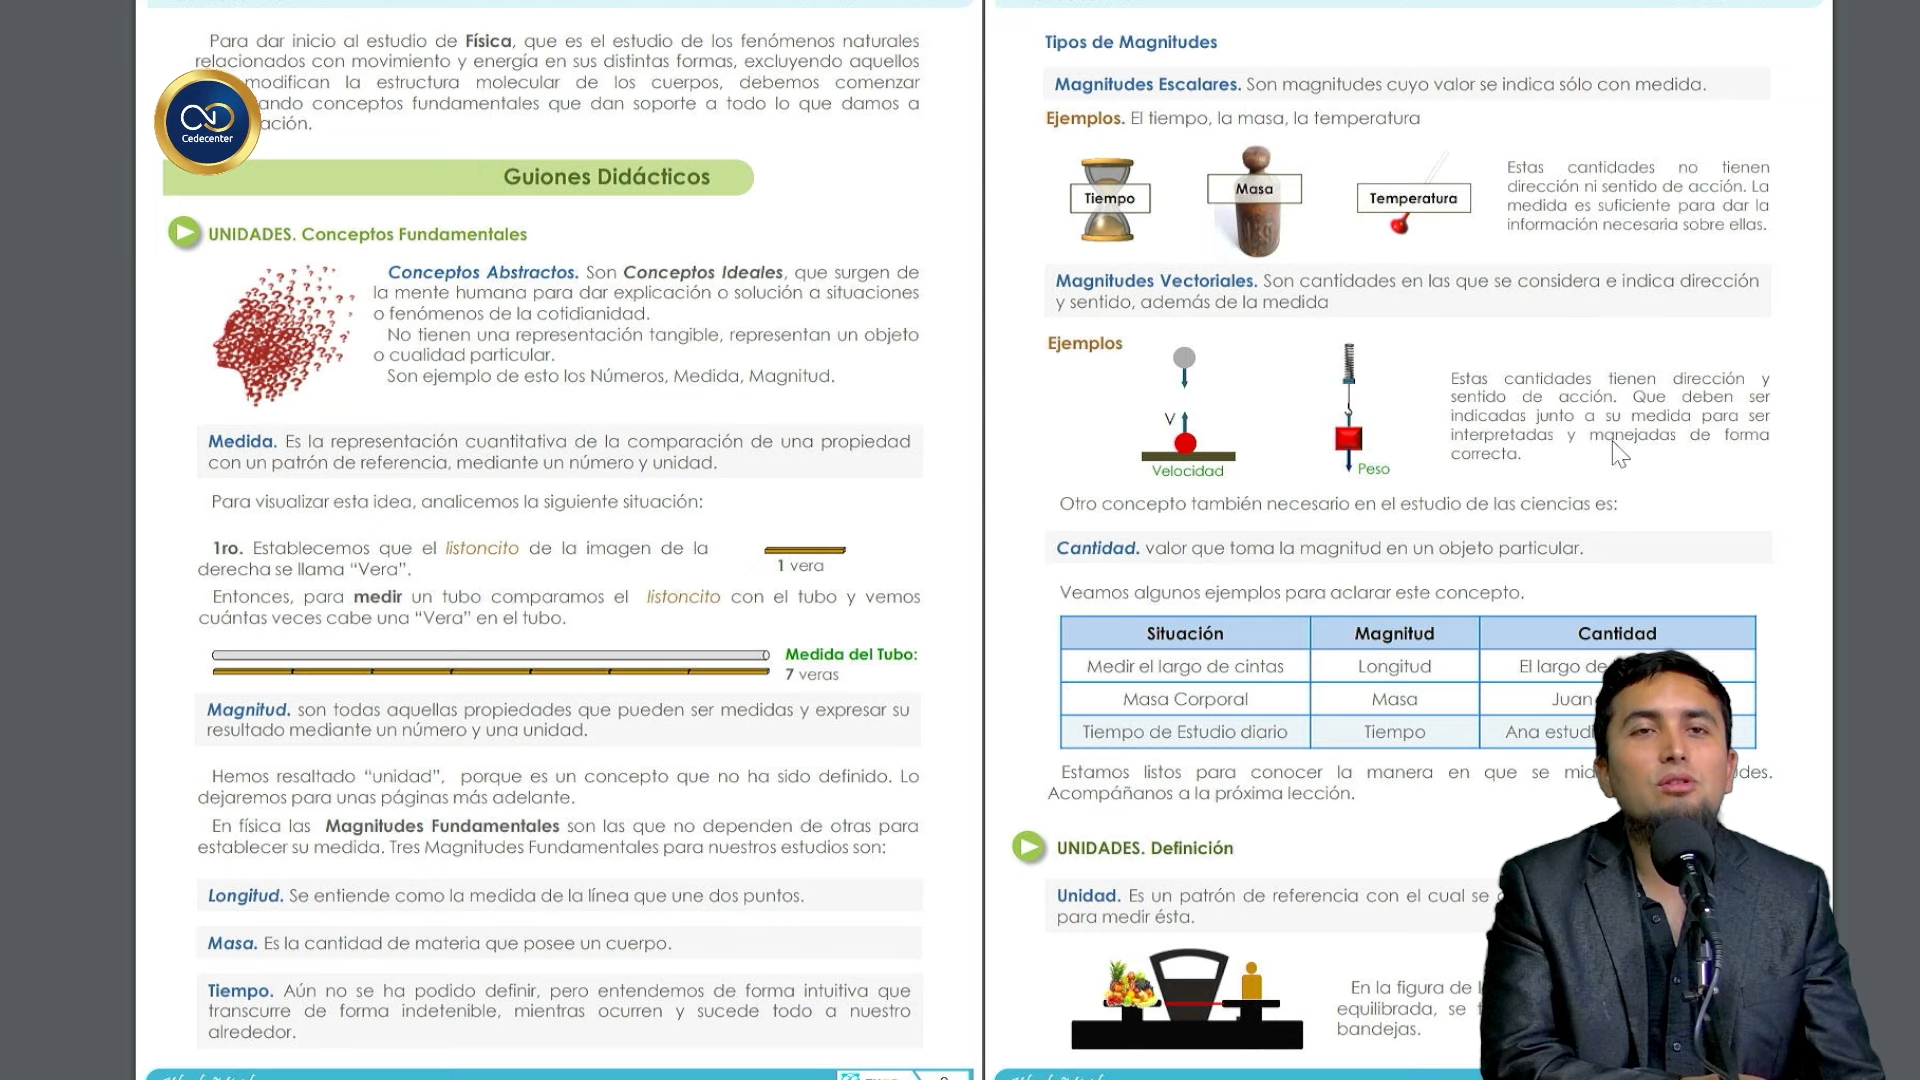 Para dar inicio al estudio de Física, que es el estudio de los fenómenos naturales
relacionados con movimiento y energía en sus distintas formas, excluyendo aquellos
modifican la estructura molecular de los cuerpos, debemos comenzar
ando conceptos fundamentales que dan soporte a todo lo que damos a
ación.
Cedecenter
Guiones Didácticos
UNIDADES. Conceptos Fundamentales
Conceptos Abstractos. Son Conceptos Ideales, que surgen de
la mente humana para dar explicación o solución a situaciones
o fenómenos de la cotidianidad.
No tienen una representación tangible, representan un objeto
o cualidad particular.
Son ejemplo de esto los Números, Medida, Magnitud.
Medida. Es la representación cuantitativa de la comparación de una propiedad
con un patrón de referencia, mediante un número y unidad.
Para visualizar esta idea, analicemos la siguiente situación:
1ro. Establecemos que el listoncito de la imagen de la
derecha se llama “Vera”.
1 vera
Entonces, para medir un tubo comparamos el listoncito con el tubo y vemos
cuántas veces cabe una “Vera” en el tubo.
Medida del Tubo:
7 veras
Magnitud. son todas aquellas propiedades que pueden ser medidas y expresar su
resultado mediante un número y una unidad.
Hemos resaltado “unidad”, porque es un concepto que no ha sido definido. Lo
dejaremos para unas páginas más adelante.
En física las Magnitudes Fundamentales son las que no dependen de otras para
establecer su medida. Tres Magnitudes Fundamentales para nuestros estudios son:
Longitud. Se entiende como la medida de la línea que une dos puntos.
Masa. Es la cantidad de materia que posee un cuerpo.
Tiempo. Aún no se ha podido definir, pero entendemos de forma intuitiva que
transcurre de forma indetenible, mientras ocurren y sucede todo a nuestro
alrededor.
Tipos de Magnitudes
Magnitudes Escalares. Son magnitudes cuyo valor se indica sólo con medida.
Ejemplos. El tiempo, la masa, la temperatura
Tiempo
Masa
Temperatura
Estas cantidades no tienen
dirección ni sentido de acción. La
medida es suficiente para dar la
información necesaria sobre ellas.
Magnitudes Vectoriales. Son cantidades en las que se considera e indica dirección
y sentido, además de la medida
Ejemplos
V
Velocidad
Peso
Estas cantidades tienen dirección y
sentido de acción. Que deben ser
indicadas junto a su medida para ser
interpretadas y manejadas de forma
correcta.
Otro concepto también necesario en el estudio de las ciencias es:
Cantidad. valor que toma la magnitud en un objeto particular.
Veamos algunos ejemplos para aclarar este concepto.
Situación Magnitud Cantidad
Medir el largo de cintas Longitud El largo de
Masa Corporal Masa Juan
Tiempo de Estudio diario Tiempo Ana estud
Estamos listos para conocer la manera en que se mi des.
Acompáñanos a la próxima lección.
UNIDADES. Definición
Unidad. Es un patrón de referencia con el cual se
para medir ésta.
En la figura de
equilibrada, se
bandejas.